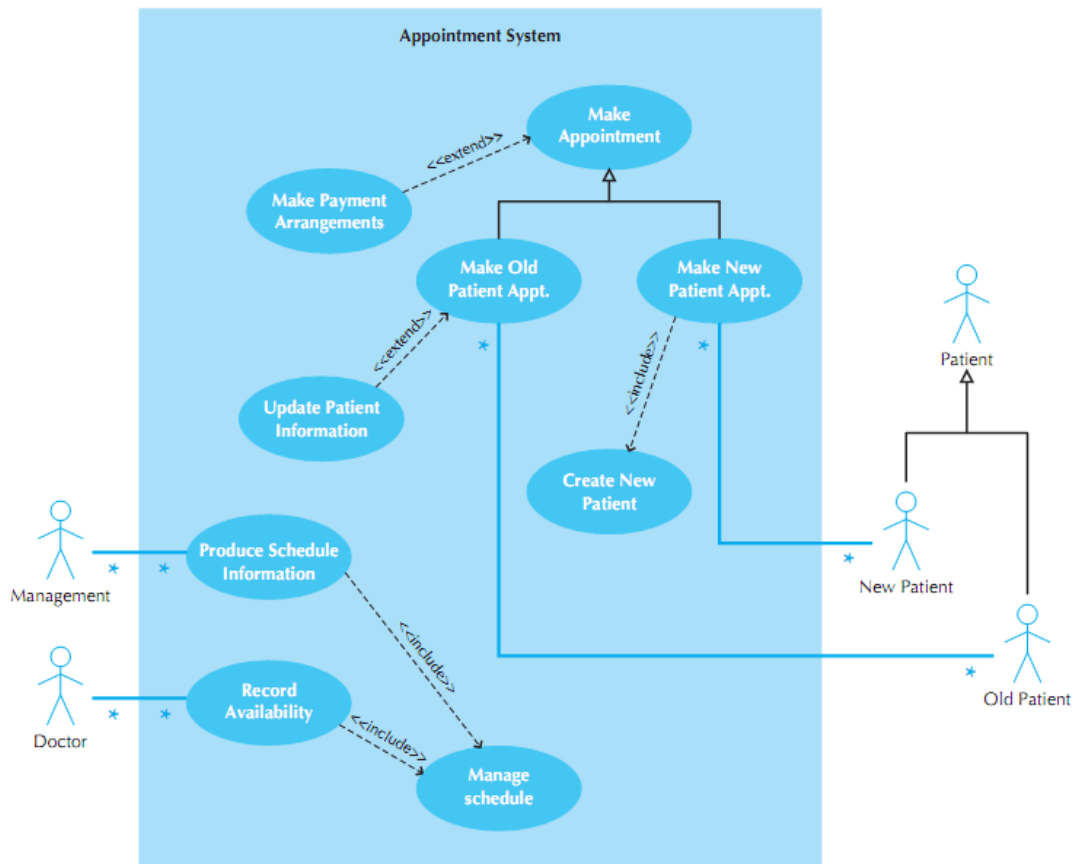 Appointment System
Make
Appointment
<<extend>>
Make Payment
Arrangements
Make Old
Patient Appt.
Make New
Patient Appt.
*
*
<<extend>>
<<include>>
Patient
Update Patient
Information
Create New
Patient
Produce Schedule
Information
*
*
Management
*
New Patient
<<include>>
Record
Availability
*
*
Doctor
*
Old Patient
<<include>>
Manage
schedule